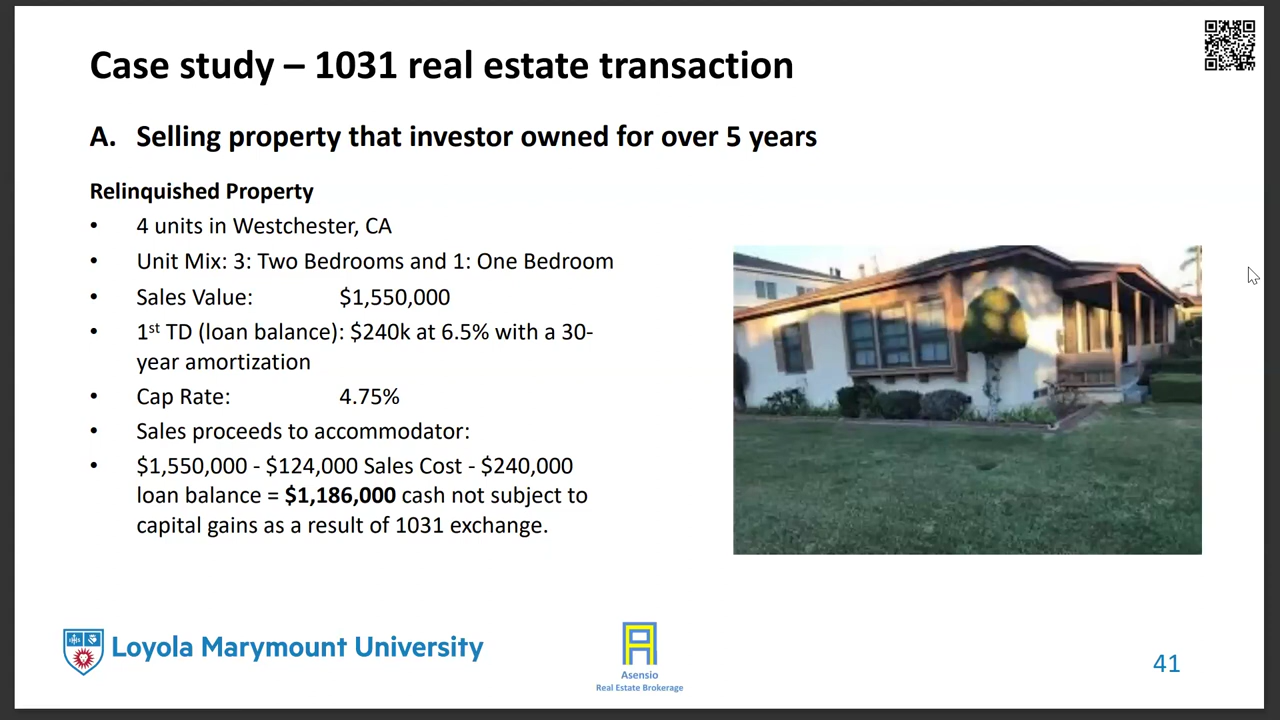 Case study – 1031 real estate transaction
A. Selling property that investor owned for over 5 years
Relinquished Property
• 4 units in Westchester, CA
• Unit Mix: 3: Two Bedrooms and 1: One Bedroom
• Sales Value: $1,550,000
• 1st TD (loan balance): $240k at 6.5% with a 30-
year amortization
• Cap Rate: 4.75%
• Sales proceeds to accommodator:
• $1,550,000 - $124,000 Sales Cost - $240,000
loan balance = $1,186,000 cash not subject to
capital gains as a result of 1031 exchange.
Loyola Marymount University
Asensio
Real Estate Brokerage
41